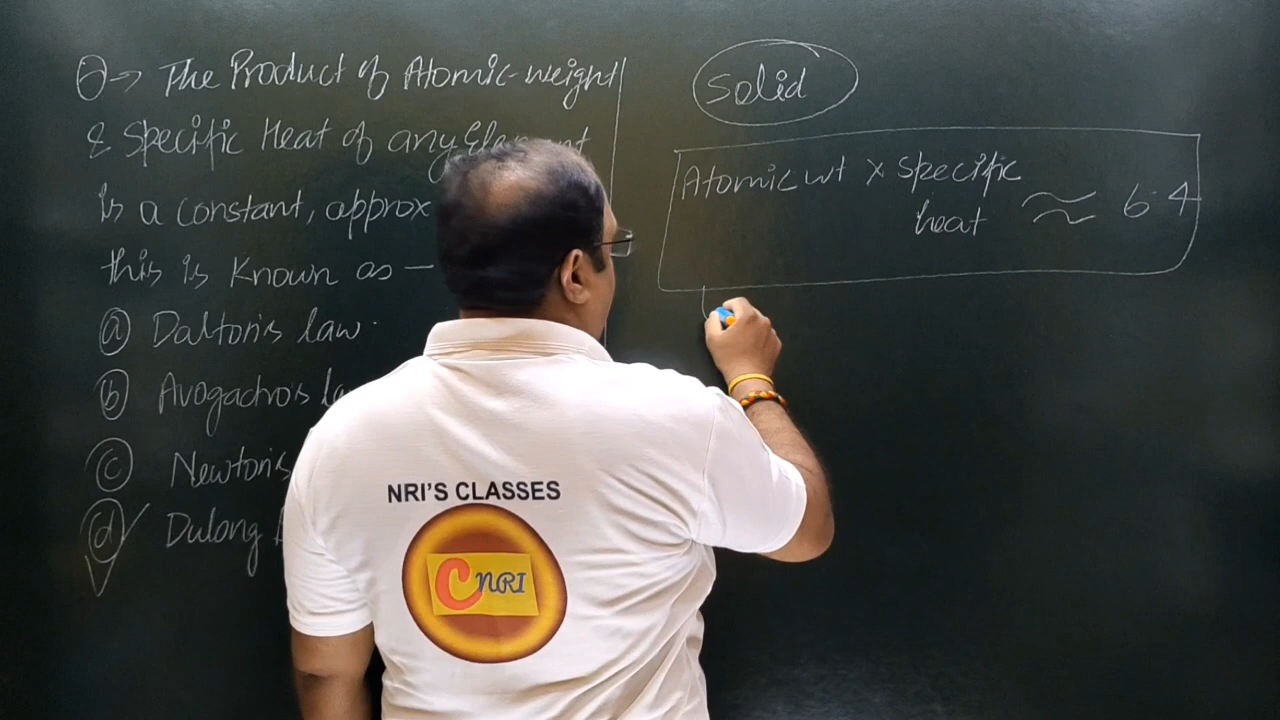 Q→ The Product of Atomic-weight
& Specific Heat of any
is a constant, approx
this is Known as —
ⓐ Dalton's law.
ⓑ Avogadro's
ⓒ Newton's
ⓓ Dulong
Solid
Atomic wt x specific
heat ≈ 6.4
NRI'S CLASSES
CNRI